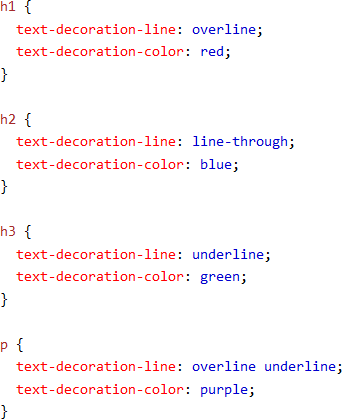 h1 {
  text-decoration-line: overline;
  text-decoration-color: red;
}

h2 {
  text-decoration-line: line-through;
  text-decoration-color: blue;
}

h3 {
  text-decoration-line: underline;
  text-decoration-color: green;
}

p {
  text-decoration-line: overline underline;
  text-decoration-color: purple;
}